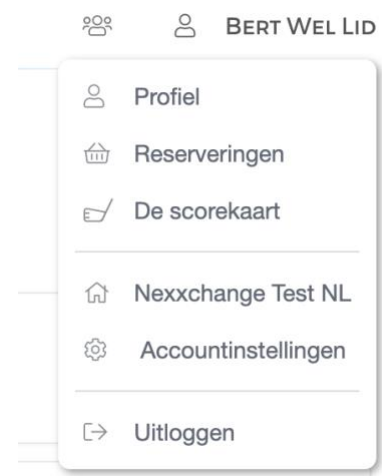 Bert Wel Lid
Profiel
Reserveringen
De scorekaart
Nexxchange Test NL
Accountinstellingen
Uitloggen